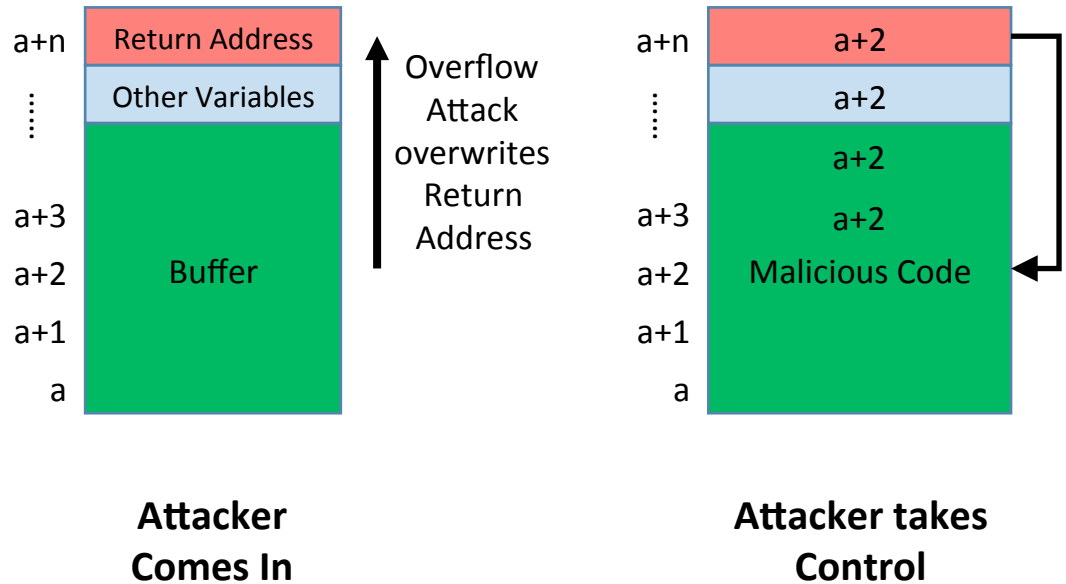 a+n
Return Address
Other Variables
......
a+3
a+2
Buffer
a+1
a
Overflow
Attack
overwrites
Return
Address
Attacker
Comes In
a+n
a+2
......
a+2
a+2
a+3
a+2
a+2
Malicious Code
a+1
a
Attacker takes
Control